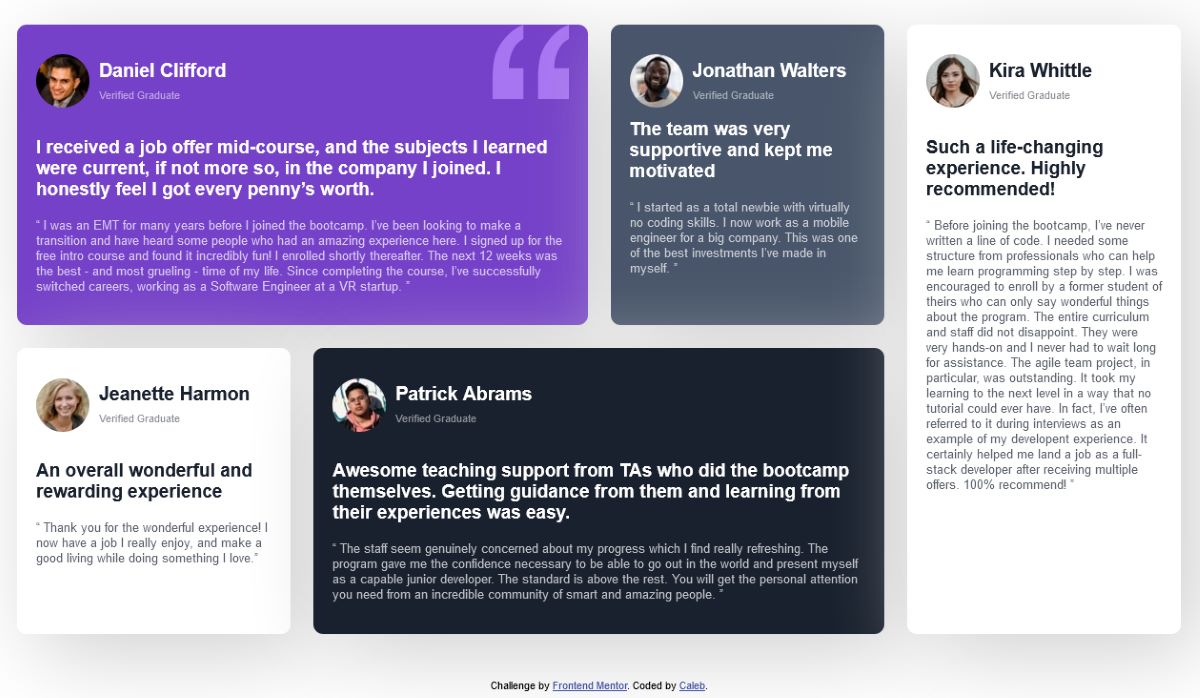 Daniel Clifford
Verified Graduate
I received a job offer mid-course, and the subjects I learned
were current, if not more so, in the company I joined. I
honestly feel I got every penny’s worth.
“ I was an EMT for many years before I joined the bootcamp. I’ve been looking to make a
transition and have heard some people who had an amazing experience here. I signed up for the
free intro course and found it incredibly fun! I enrolled shortly thereafter. The next 12 weeks was
the best - and most grueling - time of my life. Since completing the course, I’ve successfully
switched careers, working as a Software Engineer at a VR startup. ”
Jonathan Walters
Verified Graduate
The team was very
supportive and kept me
motivated
“ I started as a total newbie with virtually
no coding skills. I now work as a mobile
engineer for a big company. This was one
of the best investments I’ve made in
myself. ”
Kira Whittle
Verified Graduate
Such a life-changing
experience. Highly
recommended!
“ Before joining the bootcamp, I’ve never
written a line of code. I needed some
structure from professionals who can help
me learn programming step by step. I was
encouraged to enroll by a former student of
theirs who can only say wonderful things
about the program. The entire curriculum
and staff did not disappoint. They were
very hands-on and I never had to wait long
for assistance. The agile team project, in
particular, was outstanding. It took my
learning to the next level in a way that no
tutorial could ever have. In fact, I’ve often
referred to it during interviews as an
example of my developent experience. It
certainly helped me land a job as a full-
stack developer after receiving multiple
offers. 100% recommend! ”
Jeanette Harmon
Verified Graduate
An overall wonderful and
rewarding experience
“ Thank you for the wonderful experience! I
now have a job I really enjoy, and make a
good living while doing something I love.”
Patrick Abrams
Verified Graduate
Awesome teaching support from TAs who did the bootcamp
themselves. Getting guidance from them and learning from
their experiences was easy.
“ The staff seem genuinely concerned about my progress which I find really refreshing. The
program gave me the confidence necessary to be able to go out in the world and present myself
as a capable junior developer. The standard is above the rest. You will get the personal attention
you need from an incredible community of smart and amazing people. ”
Challenge by Frontend Mentor. Coded by Caleb.